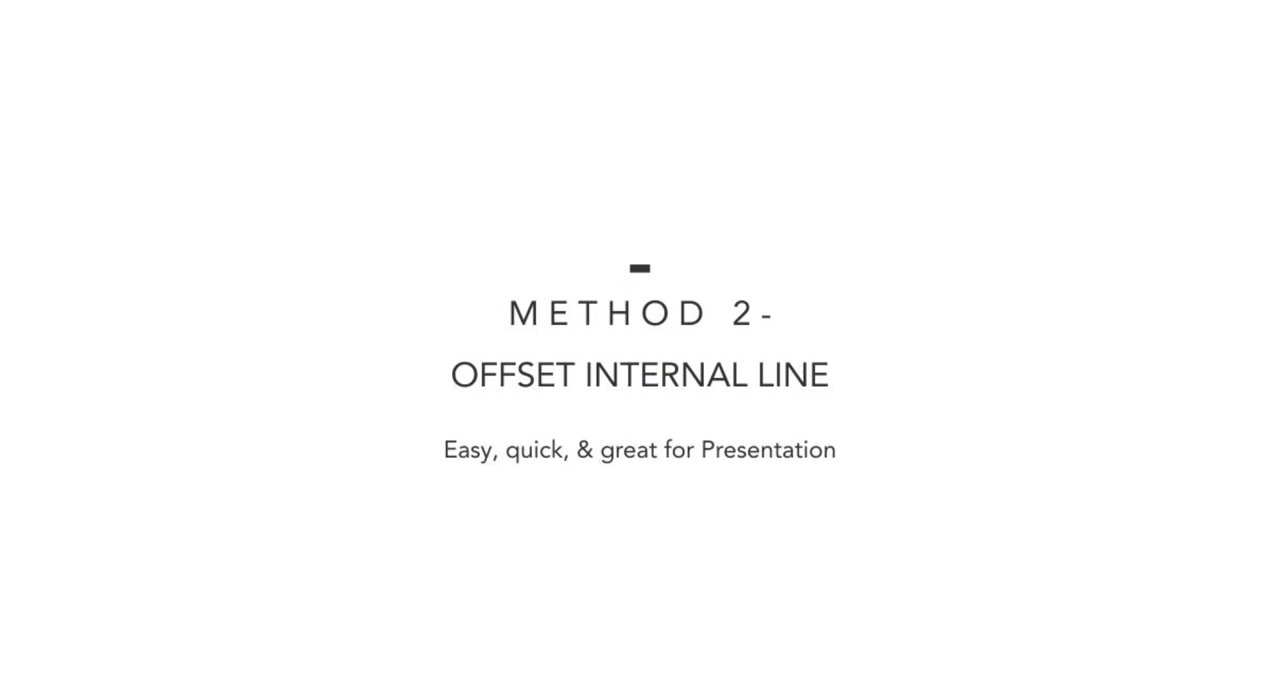 METHOD 2-
OFFSET INTERNAL LINE
Easy, quick, & great for Presentation